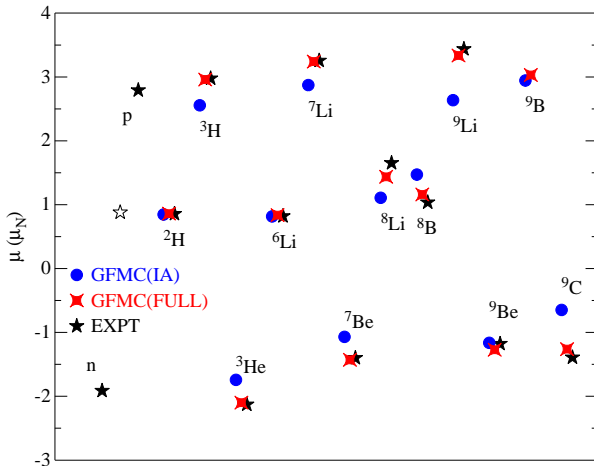 4
3
2
1
0
-1
-2
-3
μ (μ_N)
p
³H
⁷Li
⁹Li
⁹B
²H
⁶Li
⁸Li
⁸B
GFMC(IA)
GFMC(FULL)
EXPT
n
³He
⁷Be
⁹Be
⁹C